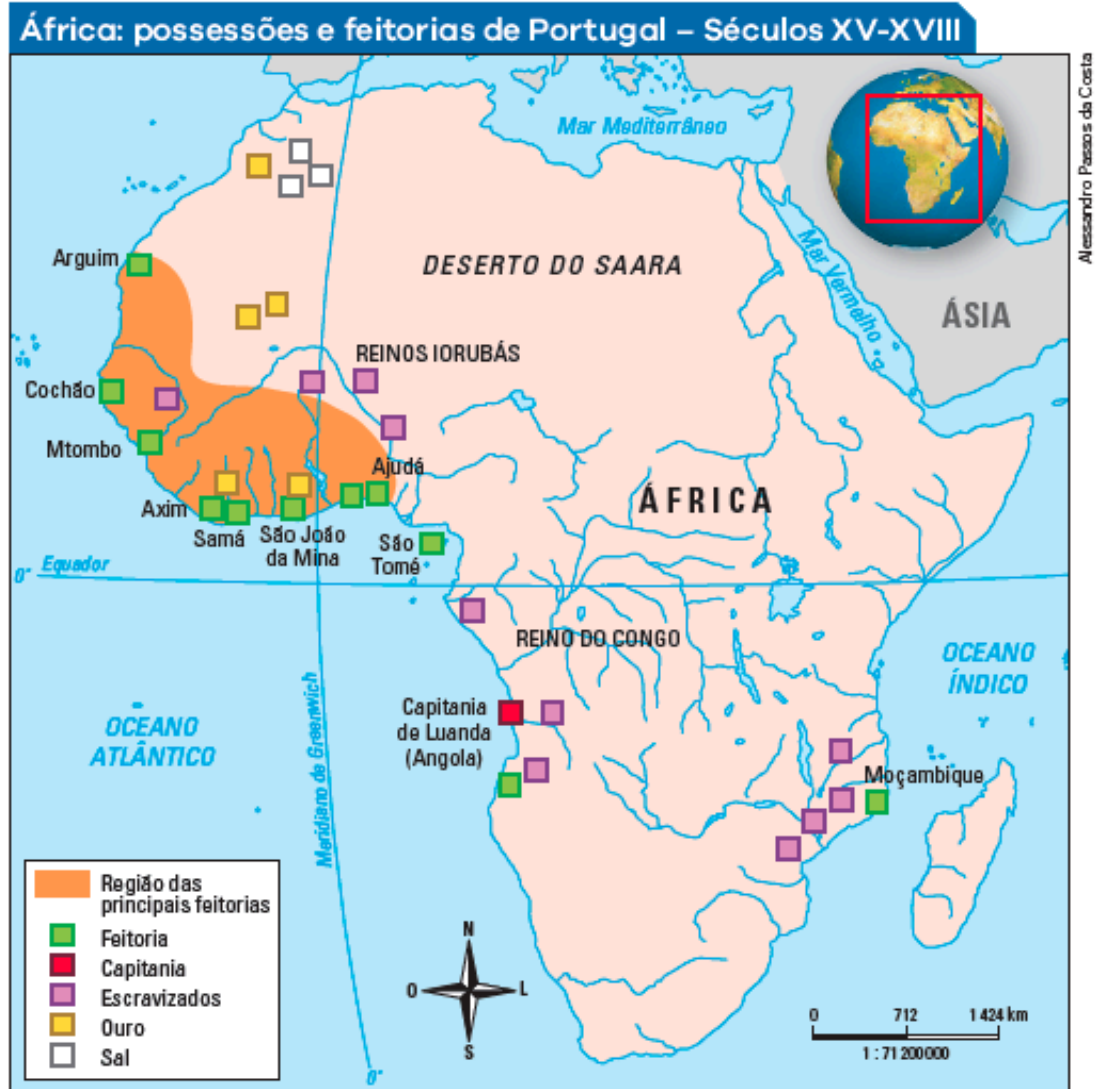 África: possessões e feitorias de Portugal – Séculos XV-XVIII
Alessandro Passos da Costa
Mar Mediterrâneo
Arguim
DESERTO DO SAARA
Mar Vermelho
ÁSIA
REINOS IORUBÁS
Cochão
Mtombo
Ajudá
ÁFRICA
Axim
Samá
São João
da Mina
São
Tomé
Equador
0°
REINO DO CONGO
OCEANO
ÍNDICO
Meridiano de Greenwich
OCEANO
ATLÂNTICO
Capitania
de Luanda
(Angola)
Moçambique
Região das
principais feitorias
Feitoria
Capitania
Escravizados
Ouro
Sal
N
O
L
S
0°
0 712 1 424 km
1 : 71 200 000